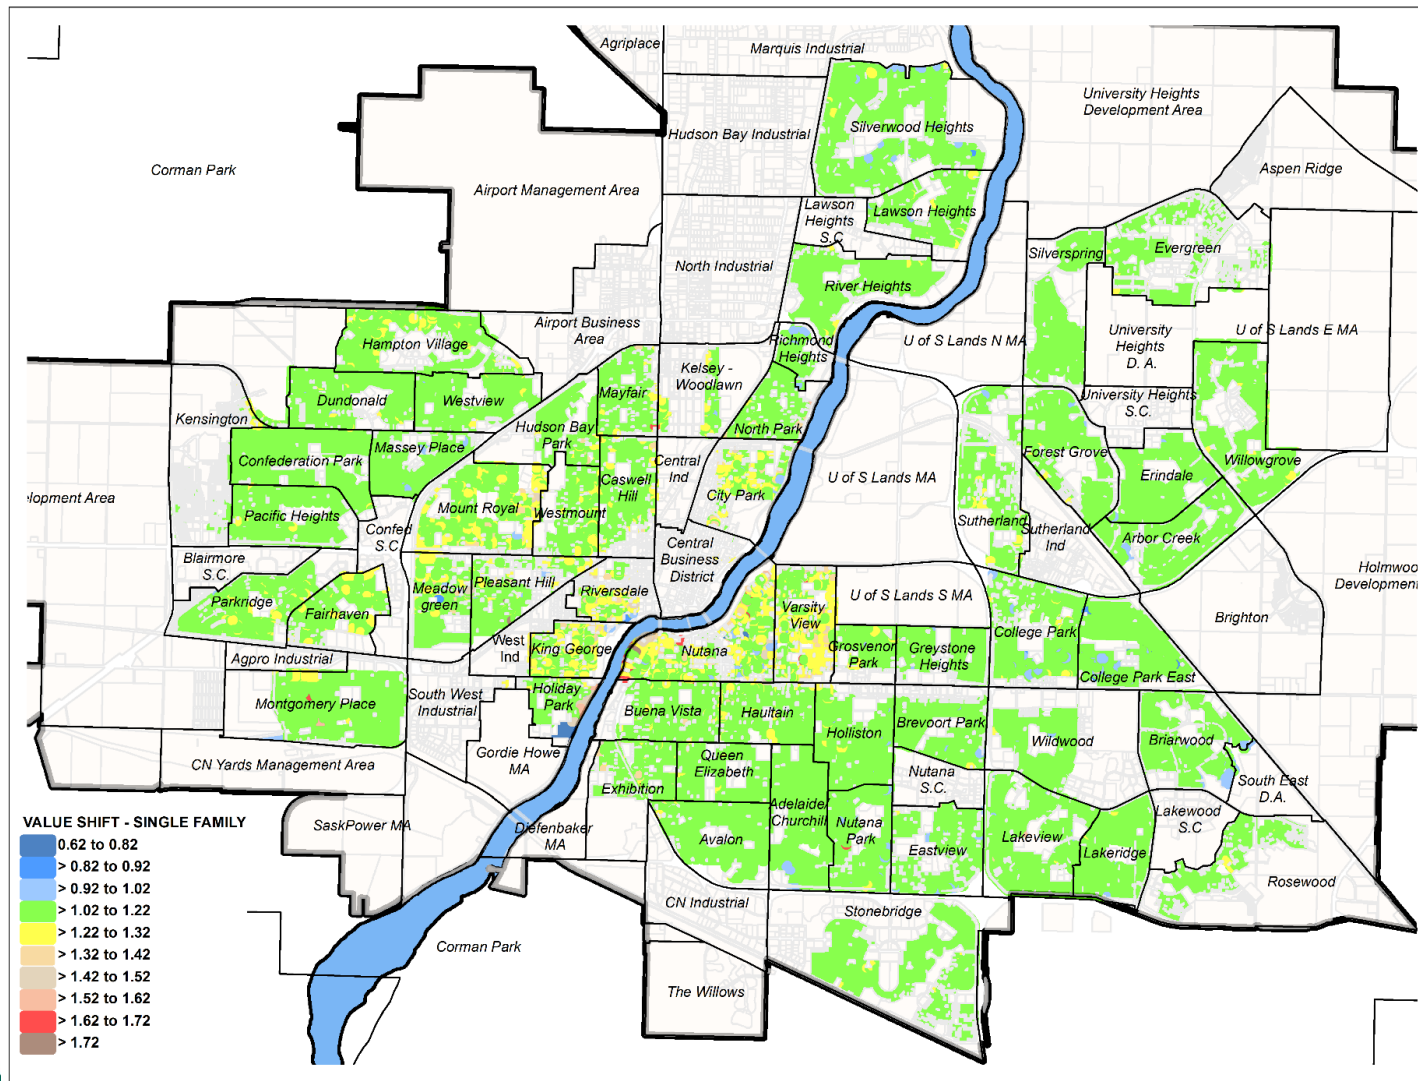 Agriplace
Marquis Industrial
University Heights
Development Area
Hudson Bay Industrial
Silverwood Heights
Corman Park
Aspen Ridge
Airport Management Area
Lawson
Heights
S.C
Lawson Heights
Silverspring
Evergreen
North Industrial
River Heights
Airport Business
Area
Hampton Village
Richmond
Heights
U of S Lands N MA
University
Heights
D. A.
U of S Lands E MA
Kelsey -
Woodlawn
Mayfair
Dundonald
Westview
Kensington
University Heights
S.C.
Hudson Bay
Park
North Park
Massey Place
Confederation Park
Central
Ind
Forest Grove
Willowgrove
Erindale
Caswell
Hill
City Park
U of S Lands MA
elopment Area
Mount Royal
Westmount
Pacific Heights
Sutherland
Sutherland
Ind
Confed
S.C
Arbor Creek
Central
Business
District
Blairmore
S.C.
Holmwoo
Developmen
Meadow
green
Pleasant Hill
Riversdale
Parkridge
Fairhaven
Varsity
View
U of S Lands S MA
Brighton
College Park
West
Ind
King George
Nutana
Grosvenor
Park
Greystone
Heights
Agpro Industrial
College Park East
Montgomery Place
South West
Industrial
Holiday
Park
Buena Vista
Haultain
Holliston
Brevoort Park
Wildwood
Briarwood
Gordie Howe
MA
CN Yards Management Area
Queen
Elizabeth
Nutana
S.C.
South East
D.A.
Exhibition
Adelaide/
Churchill
Lakewood
S.C
SaskPower MA
Diefenbaker
MA
Avalon
Nutana
Park
Eastview
Lakeview
Lakeridge
Rosewood
CN Industrial
Stonebridge
Corman Park
The Willows
VALUE SHIFT - SINGLE FAMILY
0.62 to 0.82
> 0.82 to 0.92
> 0.92 to 1.02
> 1.02 to 1.22
> 1.22 to 1.32
> 1.32 to 1.42
> 1.42 to 1.52
> 1.52 to 1.62
> 1.62 to 1.72
> 1.72